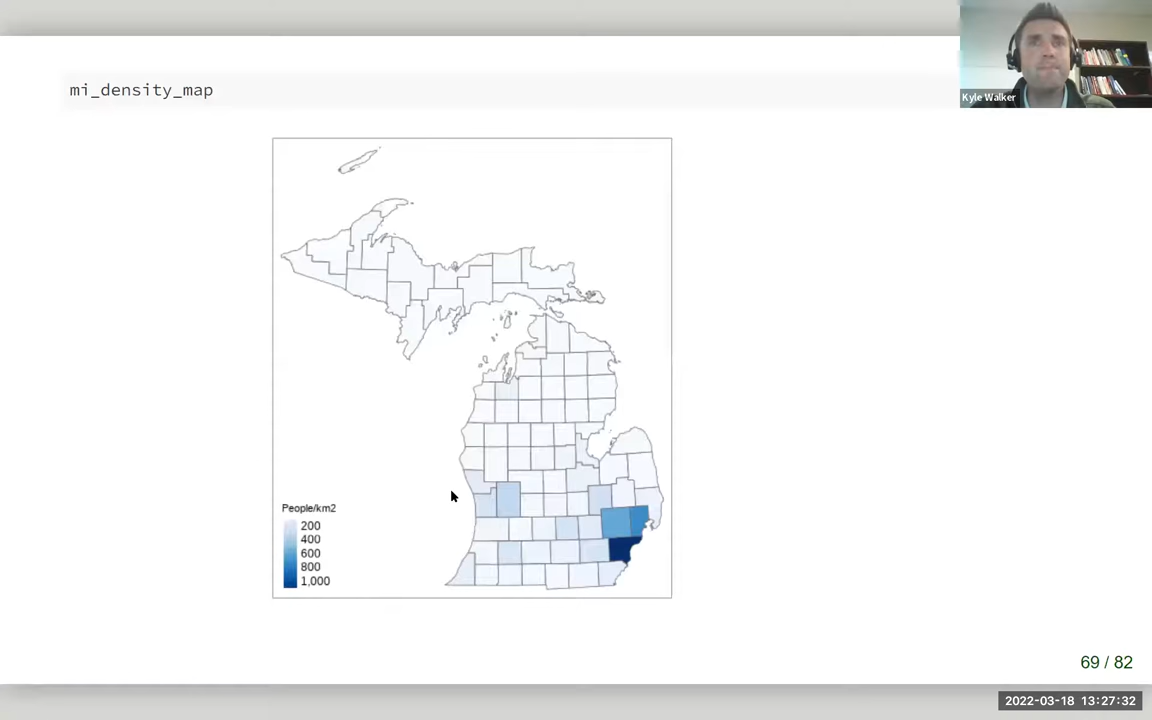 mi_density_map
Kyle Walker
People/km2
200
400
600
800
1,000
69 / 82
2022-03-18 13:27:32